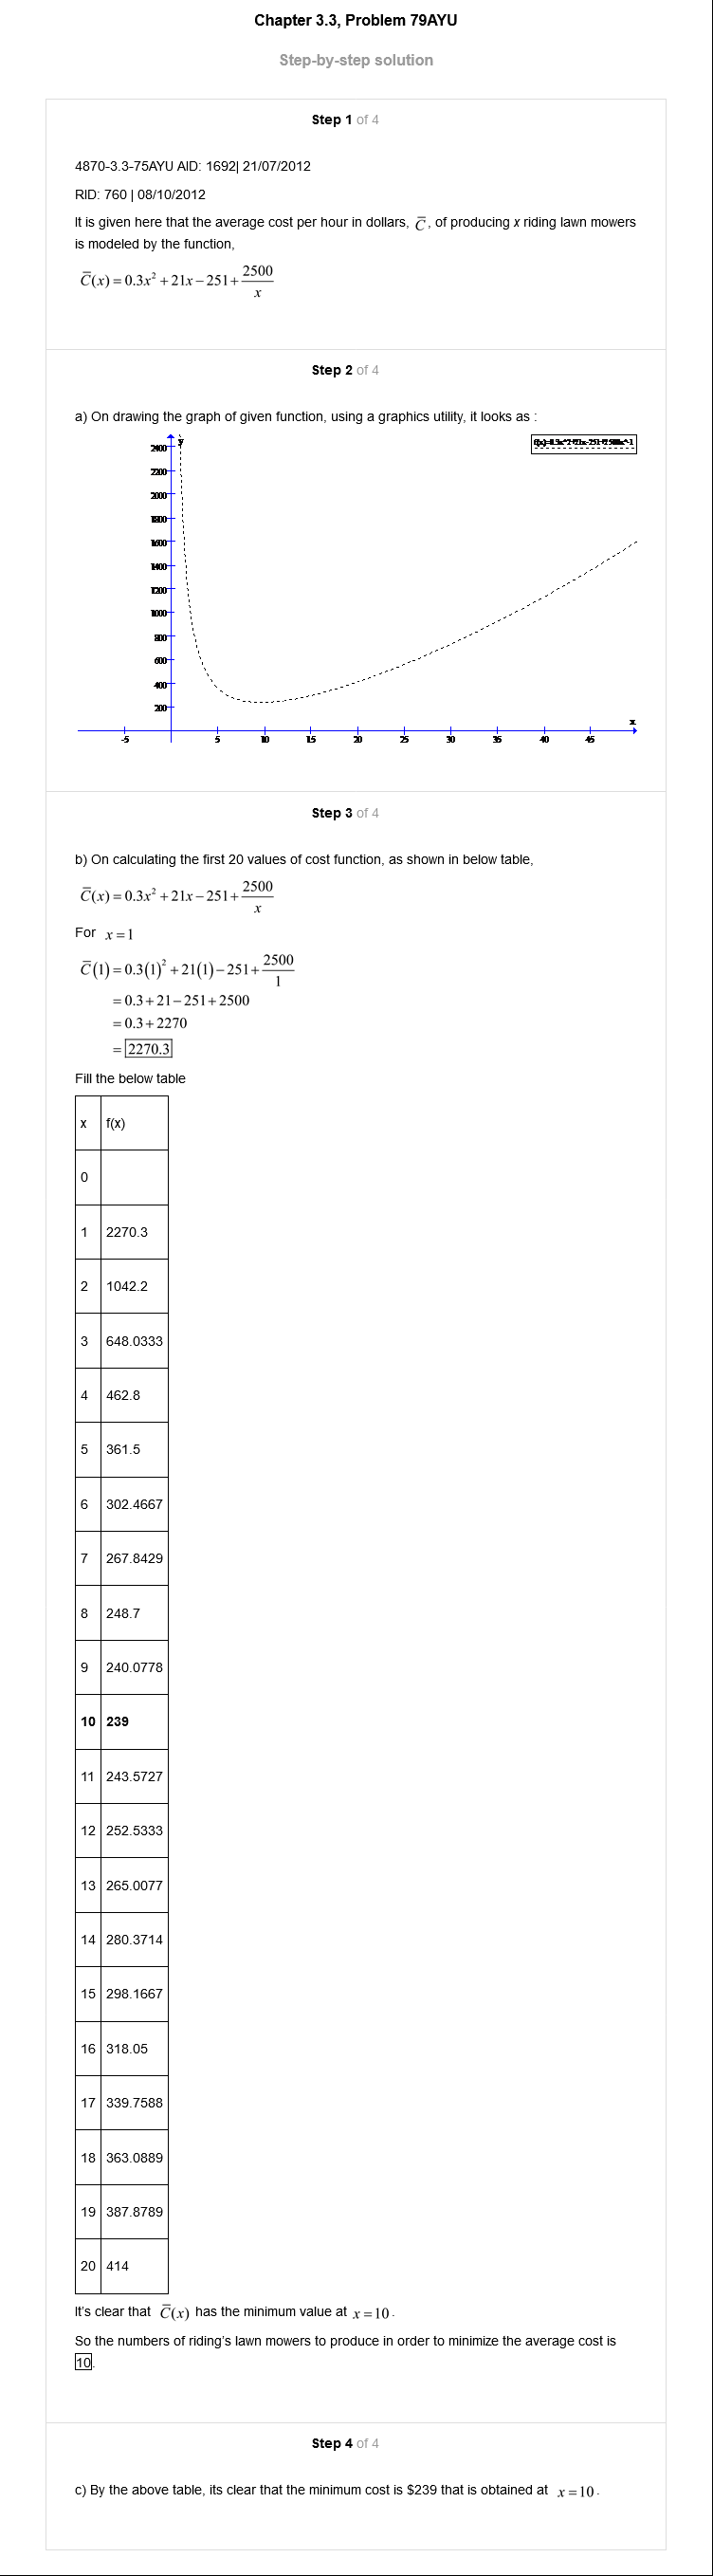 Chapter 3.3, Problem 79AYU
Step-by-step solution
Step 1 of 4
4870-3.3-75AYU AID: 1692| 21/07/2012
RID: 760 | 08/10/2012
It is given here that the average cost per hour in dollars, C̅, of producing x riding lawn mowers
is modeled by the function,
C̅(x) = 0.3x² + 21x − 251 + 2500/x
Step 2 of 4
a) On drawing the graph of given function, using a graphics utility, it looks as :
y
f(x)=0.3x^2+21x-251+2500x^-1
2400
2200
2000
1800
1600
1400
1200
1000
800
600
400
200
x
-5 5 10 15 20 25 30 35 40 45
Step 3 of 4
b) On calculating the first 20 values of cost function, as shown in below table,
C̅(x) = 0.3x² + 21x − 251 + 2500/x
For x = 1
C̅(1) = 0.3(1)² + 21(1) − 251 + 2500/1
= 0.3 + 21 − 251 + 2500
= 0.3 + 2270
= 2270.3
Fill the below table
x f(x)
0
1 2270.3
2 1042.2
3 648.0333
4 462.8
5 361.5
6 302.4667
7 267.8429
8 248.7
9 240.0778
10 239
11 243.5727
12 252.5333
13 265.0077
14 280.3714
15 298.1667
16 318.05
17 339.7588
18 363.0889
19 387.8789
20 414
It's clear that C̅(x) has the minimum value at x = 10.
So the numbers of riding's lawn mowers to produce in order to minimize the average cost is
10.
Step 4 of 4
c) By the above table, its clear that the minimum cost is $239 that is obtained at x = 10.